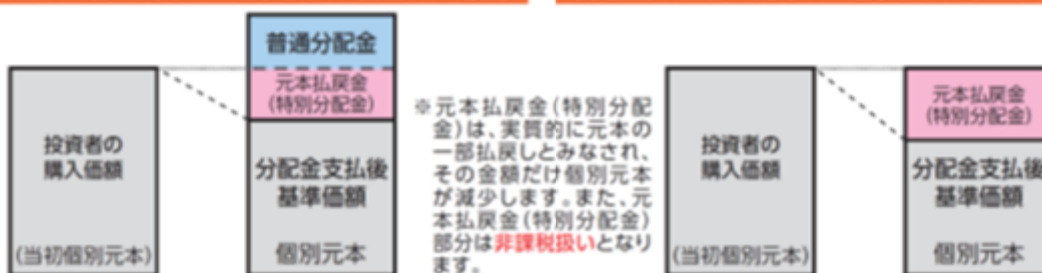 普通分配金
元本払戻金
(特別分配金)
投資者の
購入価額
(当初個別元本)
分配金支払後
基準価額
個別元本
※元本払戻金(特別分配
金)は、実質的に元本の
一部払戻しとみなされ、
その金額だけ個別元本
が減少します。また、元
本払戻金(特別分配金)
部分は非課税扱いとなり
ます。
投資者の
購入価額
(当初個別元本)
元本払戻金
(特別分配金)
分配金支払後
基準価額
個別元本